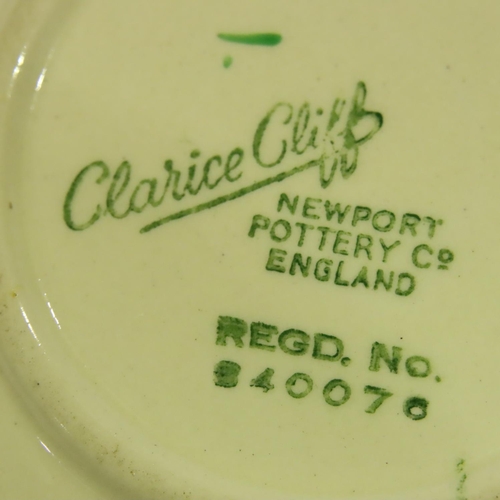 Clarice Cliff
NEWPORT
POTTERY Cº
ENGLAND
REGD. No.
840076